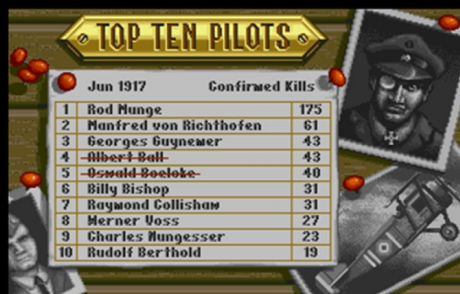 TOP TEN PILOTS
Jun 1917 Confirmed Kills
1 Rod Munge 175
2 Manfred von Richthofen 61
3 Georges Guynemer 43
4 Albert Ball 43
5 Oswald Boelcke 40
6 Billy Bishop 31
7 Raymond Collishaw 31
8 Werner Voss 27
9 Charles Nungesser 23
10 Rudolf Berthold 19